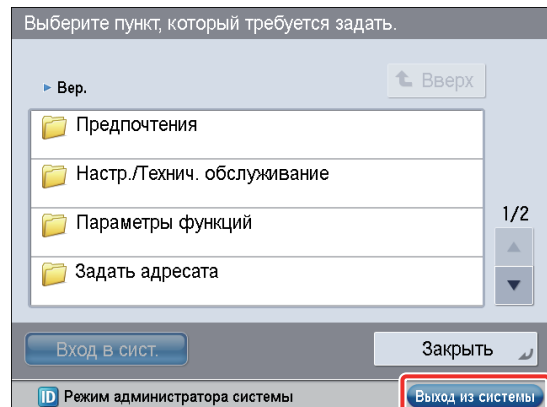 Выберите пункт, который требуется задать.
Вер.
Вверх
Предпочтения
Настр./Технич. обслуживание
Параметры функций
Задать адресата
1/2
Вход в сист.
Закрыть
ID Режим администратора системы
Выход из системы